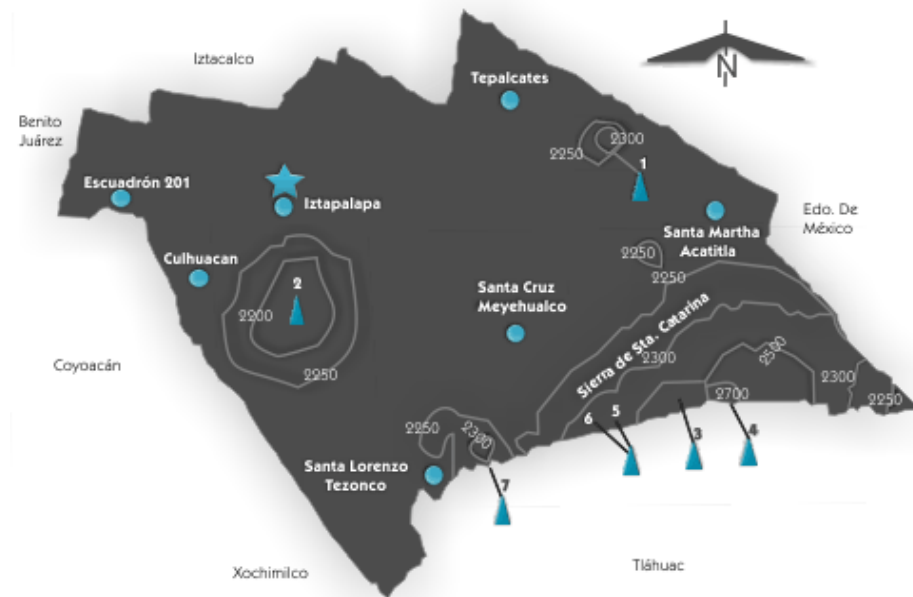 Iztacalco
N
Tepalcates
Benito
Juárez
2250
2300
1
Escuadrón 201
Iztapalapa
Edo. De
México
Santa Martha
Acatitla
Culhuacan
2250
2250
2
Santa Cruz
Meyehualco
2200
Sierra de Sta. Catarina
2300
2500
Coyoacán
2250
2300
2250
2700
6
5
3
4
2250
2300
Santa Lorenzo
Tezonco
7
Xochimilco
Tláhuac